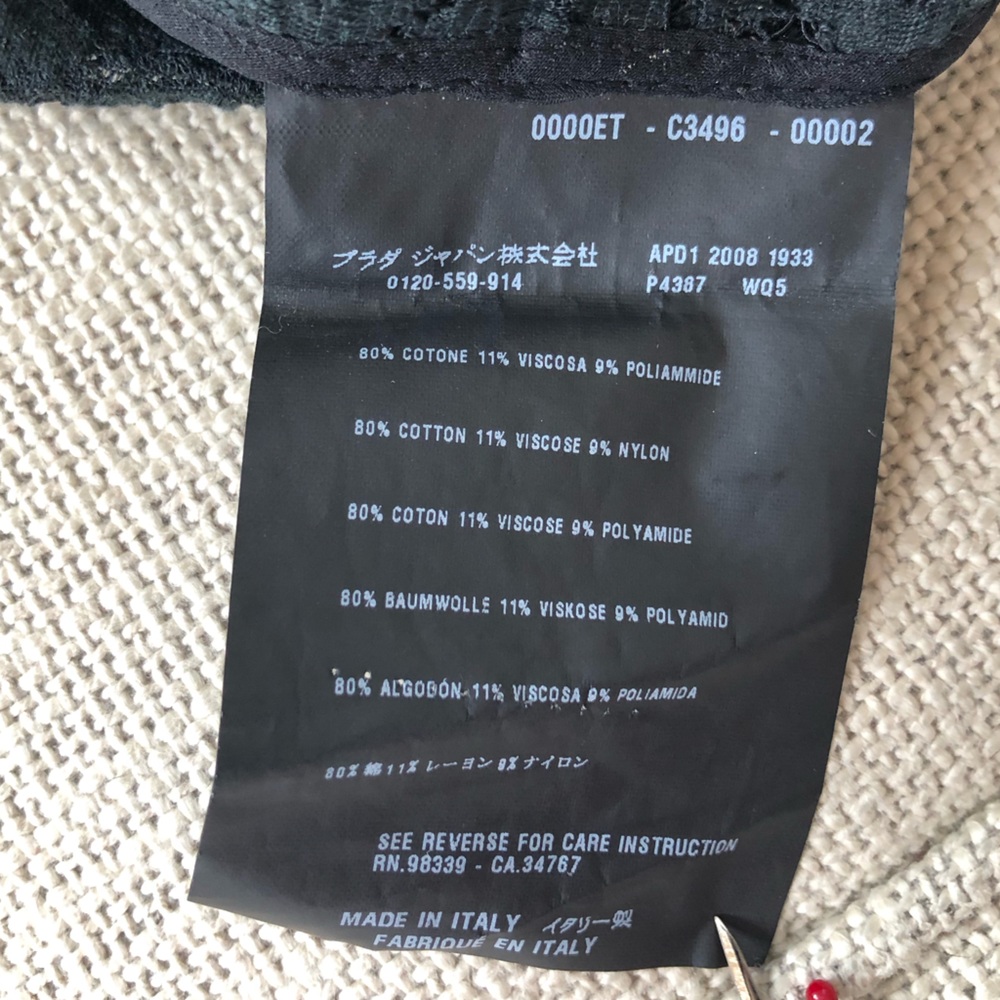 0000ET - C3496 - 00002
プラダ ジャパン株式会社 APD1 2008 1933
0120-559-914 P4387 WQ5
80% COTONE 11% VISCOSA 9% POLIAMMIDE
80% COTTON 11% VISCOSE 9% NYLON
80% COTON 11% VISCOSE 9% POLYAMIDE
80% BAUMWOLLE 11% VISKOSE 9% POLYAMID
80% ALGODÓN 11% VISCOSA 9% POLIAMIDA
80% 綿 11% レーヨン 9% ナイロン
SEE REVERSE FOR CARE INSTRUCTION
RN.98339 - CA.34767
MADE IN ITALY イタリー製
FABRIQUÉ EN ITALY